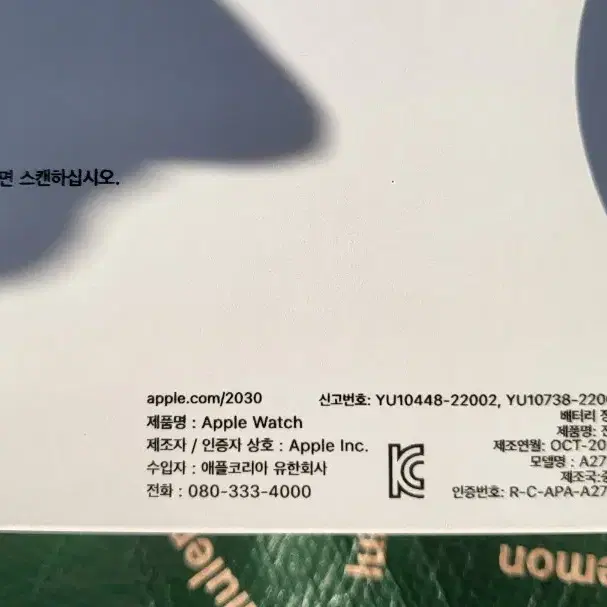 면 스캔하십시오.
apple.com/2030
제품명 : Apple Watch
제조자 / 인증자 상호 : Apple Inc.
수입자 : 애플코리아 유한회사
전화 : 080-333-4000
신고번호: YU10448-22002, YU10738-220
배터리
제품명:
제조연월: OCT-20
모델명 : A27
제조국:중
인증번호: R-C-APA-A27
emon